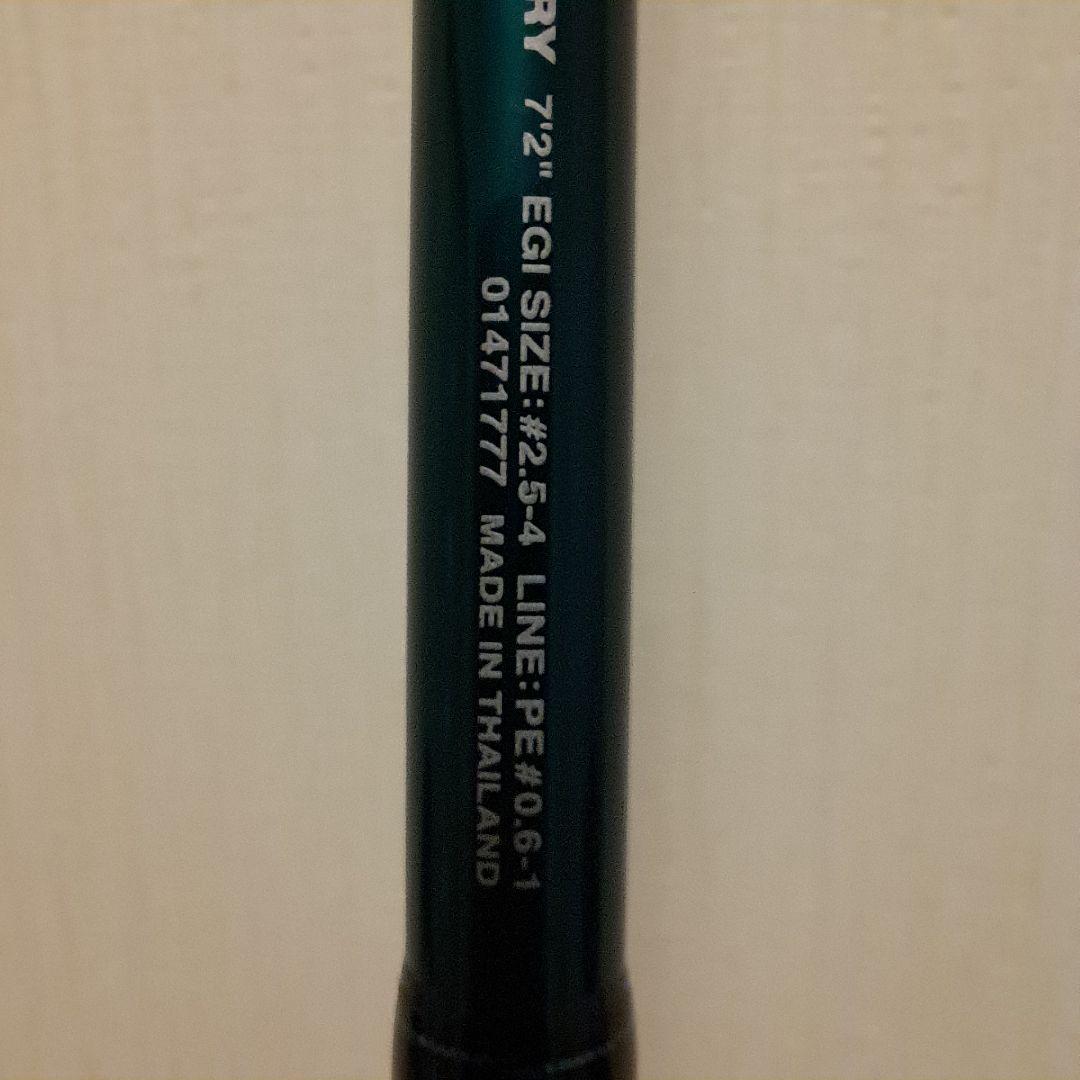 RY 7'2" EGI SIZE:#2.5-4 LINE:PE#0.6-1
01471777 MADE IN THAILAND